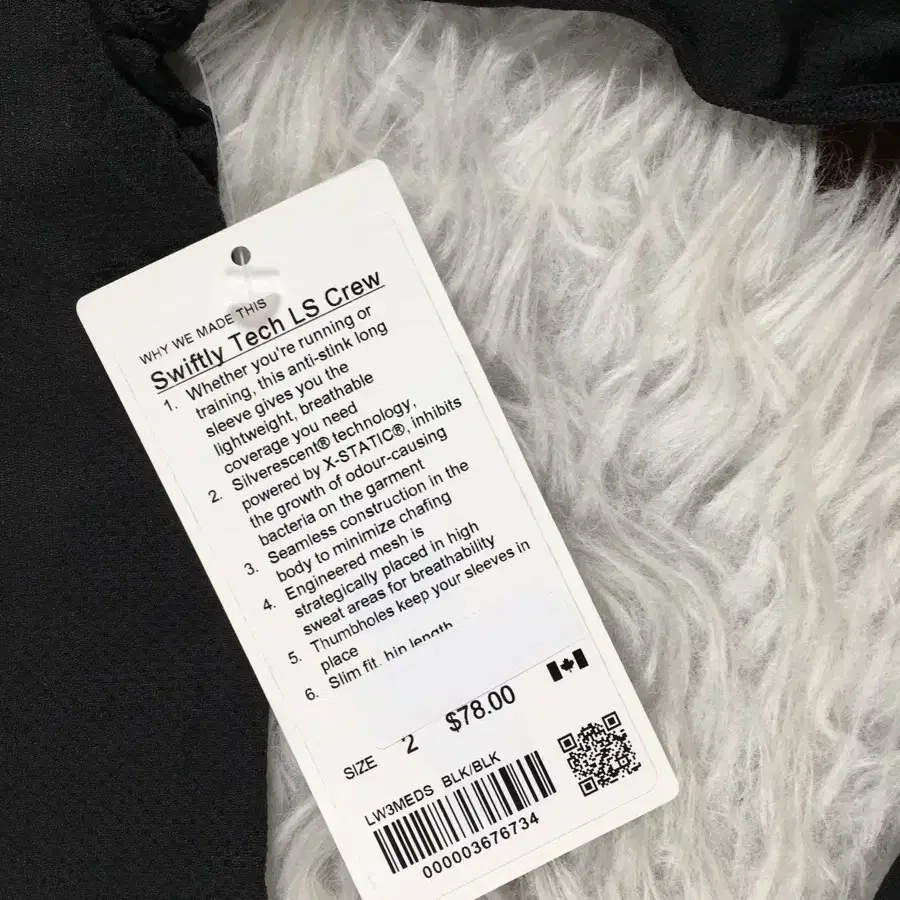 WHY WE MADE THIS
Swiftly Tech LS Crew
1. Whether you're running or
training, this anti-stink long
sleeve gives you the
lightweight, breathable
coverage you need
2. Silverescent® technology,
powered by X-STATIC®, inhibits
the growth of odour-causing
bacteria on the garment
3. Seamless construction in the
body to minimize chafing
4. Engineered mesh is
strategically placed in high
sweat areas for breathability
5. Thumbholes keep your sleeves in
place
6. Slim fit, hip length
SIZE 2 $78.00
LW3MEDS BLK/BLK
000003676734